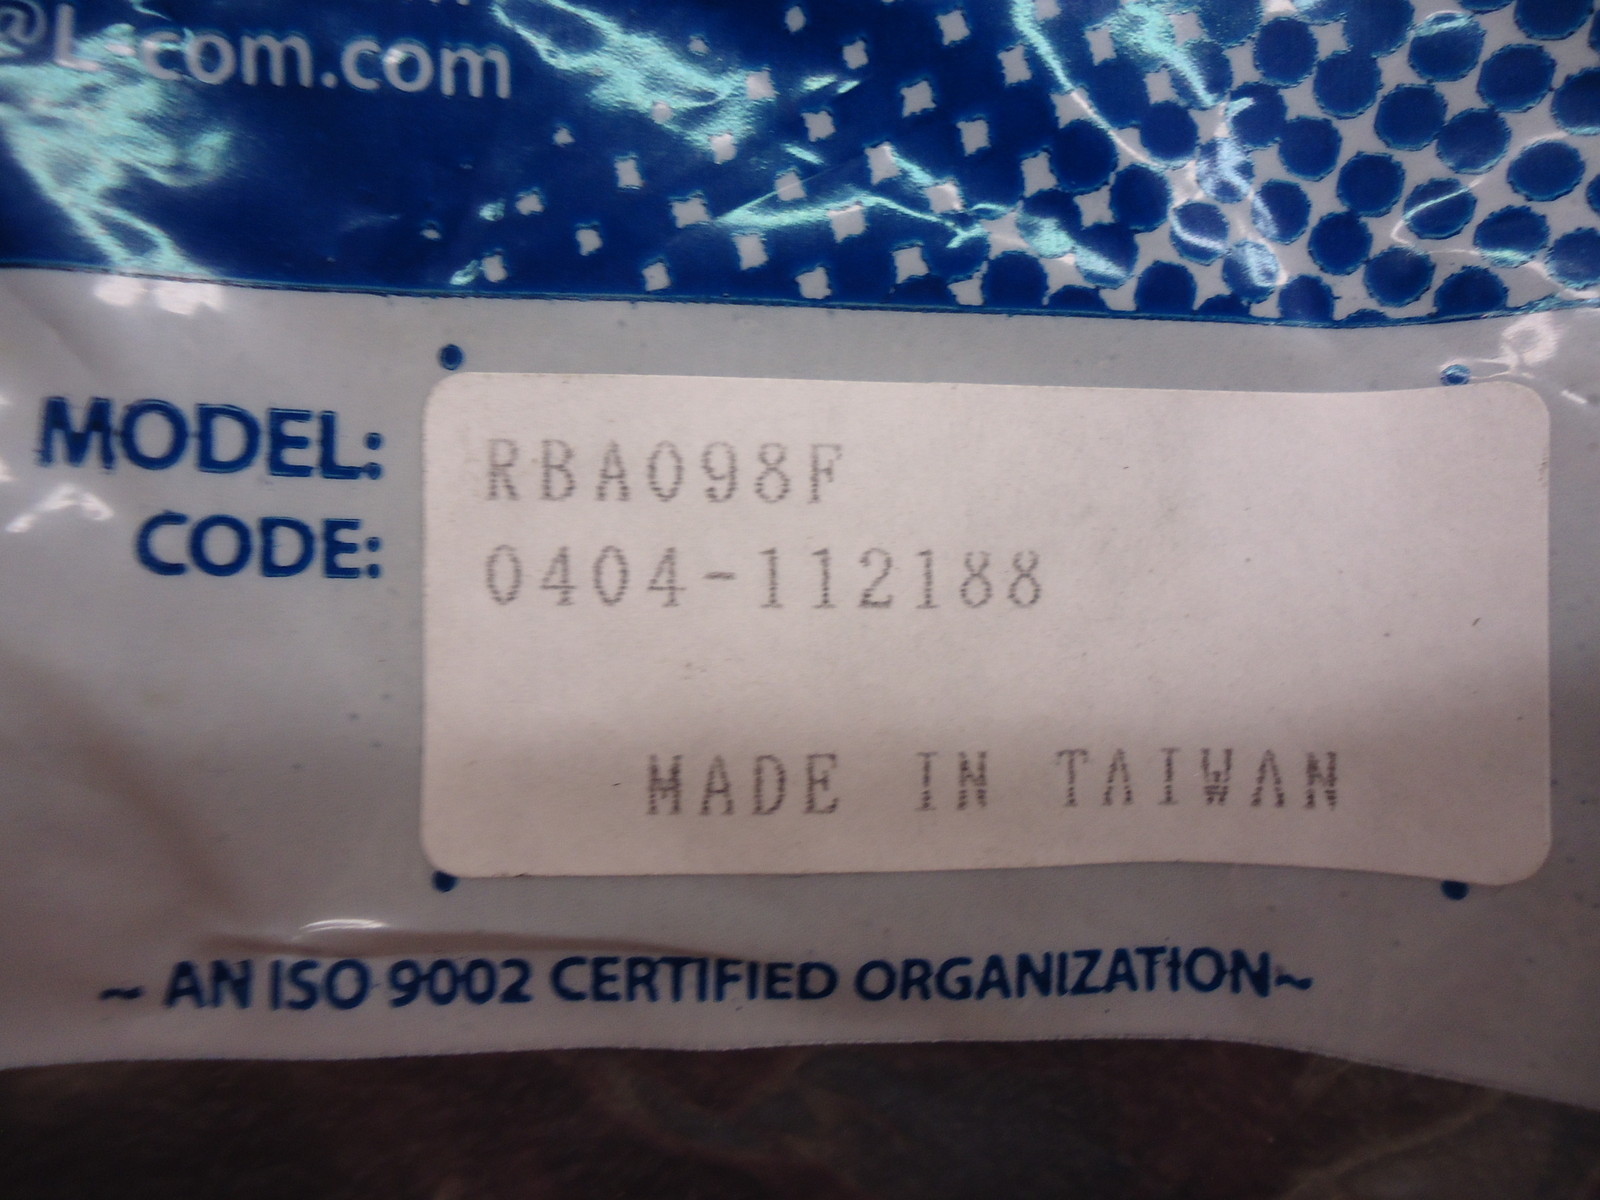 @L-com.com
MODEL: RBA098F
CODE: 0404-112188
MADE IN TAIWAN
~ AN ISO 9002 CERTIFIED ORGANIZATION~